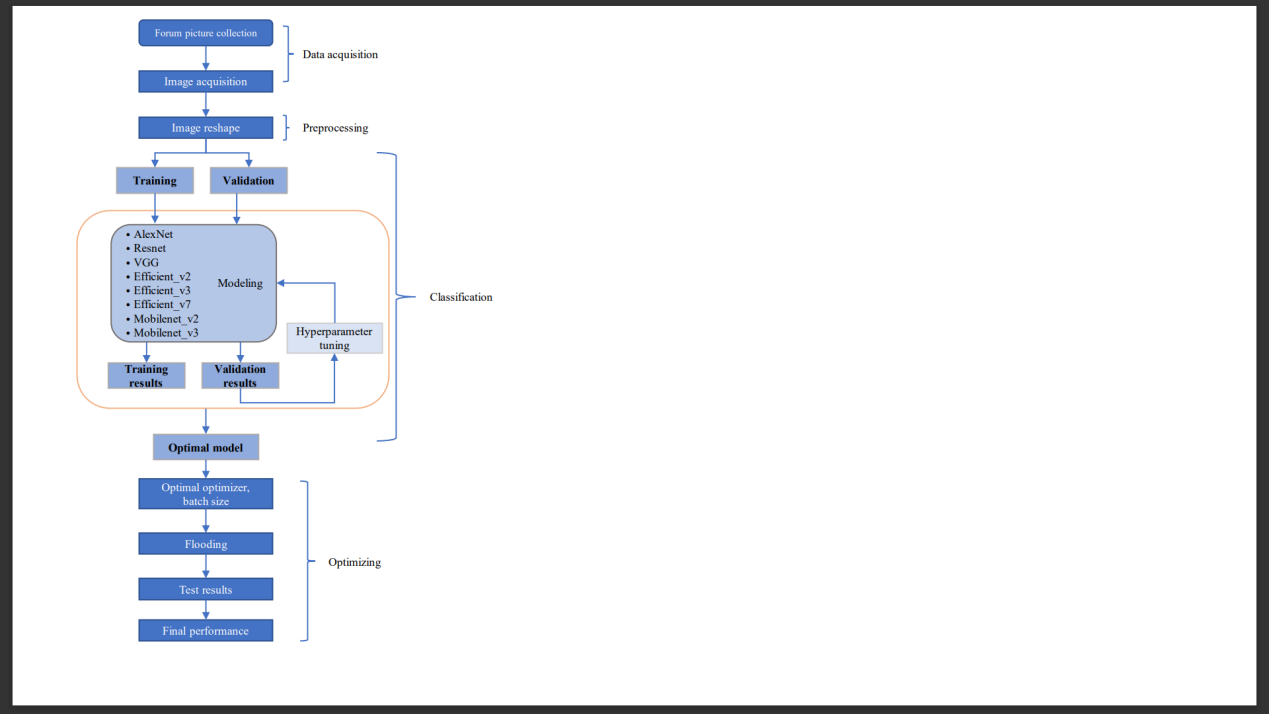 Forum picture collection
Data acquisition
Image acquisition
Image reshape
Preprocessing
Training
Validation
• AlexNet
• Resnet
• VGG
• Efficient_v2
• Efficient_v3
• Efficient_v7
• Mobilenet_v2
• Mobilenet_v3
Modeling
Classification
Hyperparameter
tuning
Training
results
Validation
results
Optimal model
Optimal optimizer,
batch size
Flooding
Optimizing
Test results
Final performance